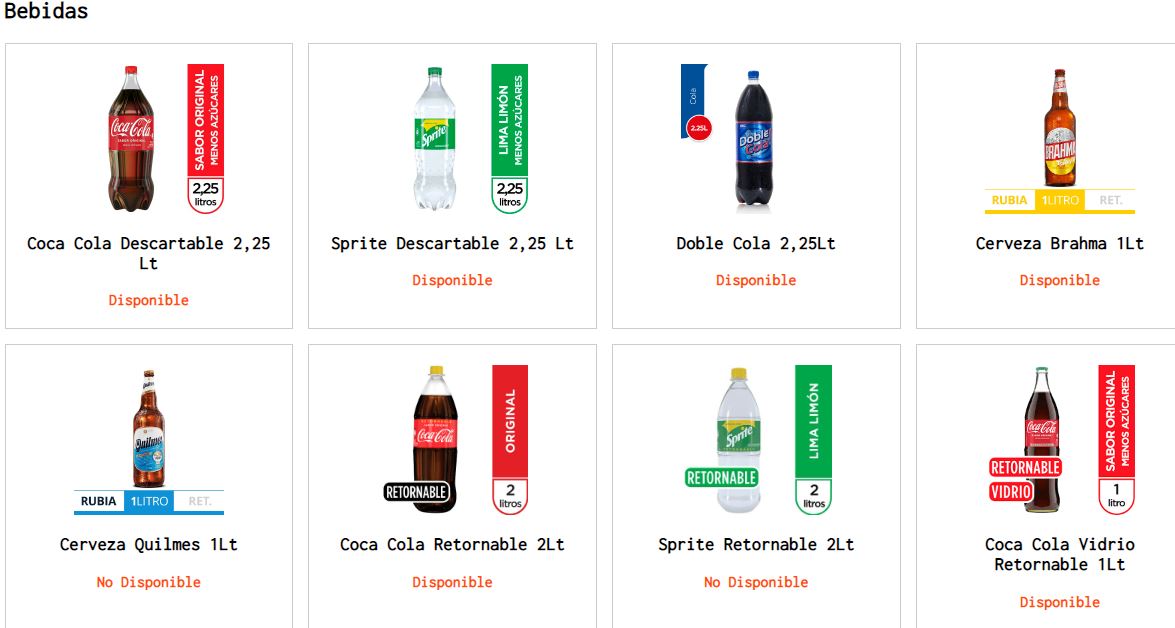 Bebidas
Coca-Cola
SABOR ORIGINAL
SABOR ORIGINAL
MENOS AZÚCARES
2,25
litros
Coca Cola Descartable 2,25
Lt
Disponible
Sprite
LIMA LIMÓN
MENOS AZÚCARES
2,25
litros
Sprite Descartable 2,25 Lt
Disponible
Cola
2.25L
Doble
Cola
Doble Cola 2,25Lt
Disponible
BRAHMA
RUBIA 1LITRO RET.
Cerveza Brahma 1Lt
Disponible
Quilmes
RUBIA 1LITRO RET.
Cerveza Quilmes 1Lt
No Disponible
Coca-Cola
RETORNABLE
ORIGINAL
2
litros
Coca Cola Retornable 2Lt
Disponible
Sprite
RETORNABLE
LIMA LIMÓN
2
litros
Sprite Retornable 2Lt
No Disponible
Coca-Cola
RETORNABLE
VIDRIO
SABOR ORIGINAL
MENOS AZÚCARES
1
litro
Coca Cola Vidrio
Retornable 1Lt
Disponible